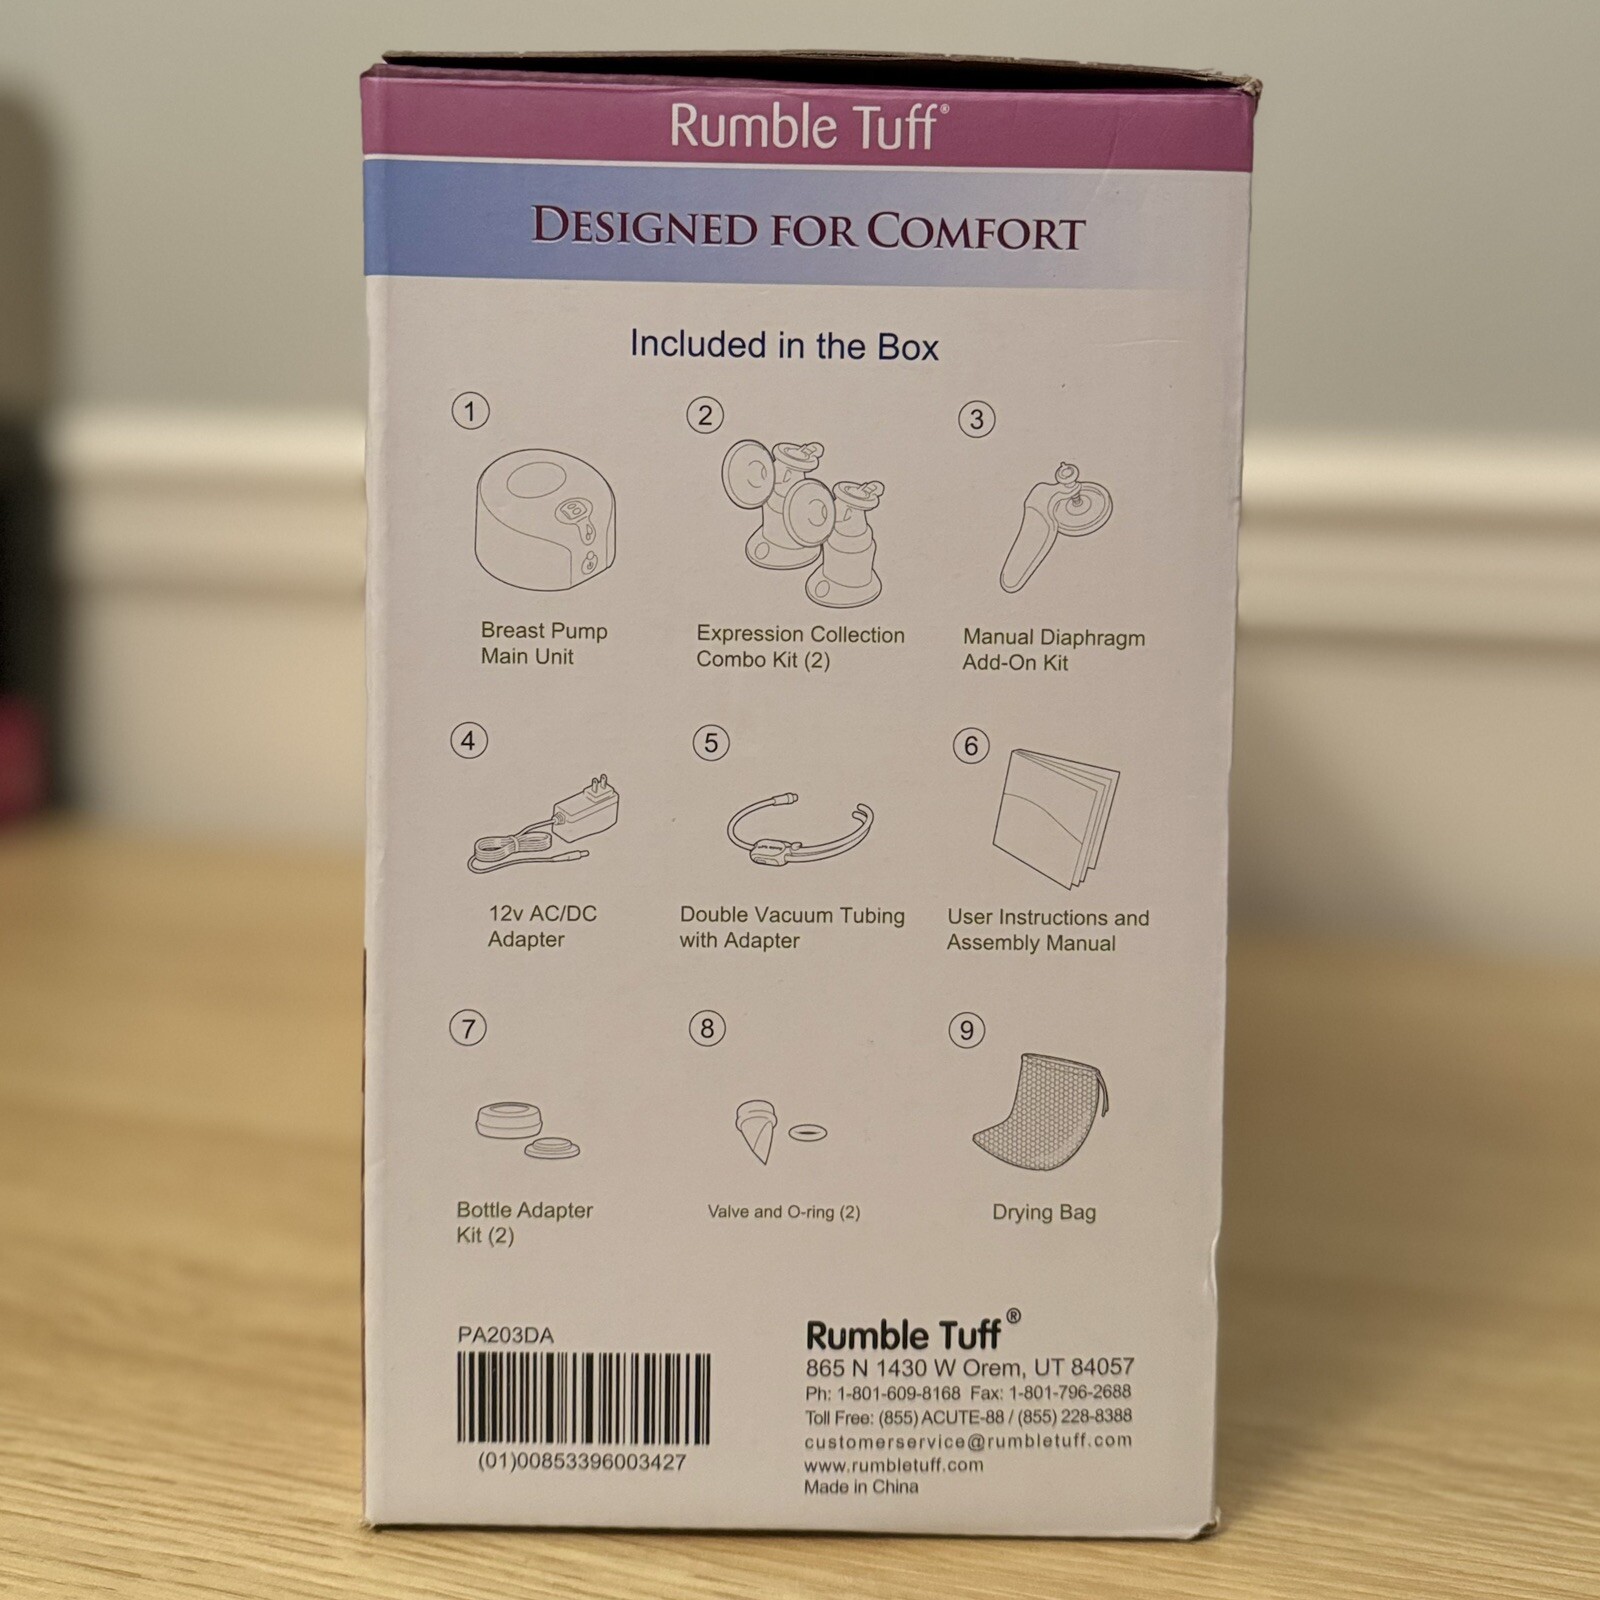 Rumble Tuff®
DESIGNED FOR COMFORT
Included in the Box
1
2
3
Breast Pump
Main Unit
Expression Collection
Combo Kit (2)
Manual Diaphragm
Add-On Kit
4
5
6
12v AC/DC
Adapter
Double Vacuum Tubing
with Adapter
User Instructions and
Assembly Manual
7
8
9
Bottle Adapter
Kit (2)
Valve and O-ring (2)
Drying Bag
PA203DA
(01)00853396003427
Rumble Tuff®
865 N 1430 W Orem, UT 84057
Ph: 1-801-609-8168 Fax: 1-801-796-2688
Toll Free: (855) ACUTE-88 / (855) 228-8388
customerservice@rumbletuff.com
www.rumbletuff.com
Made in China